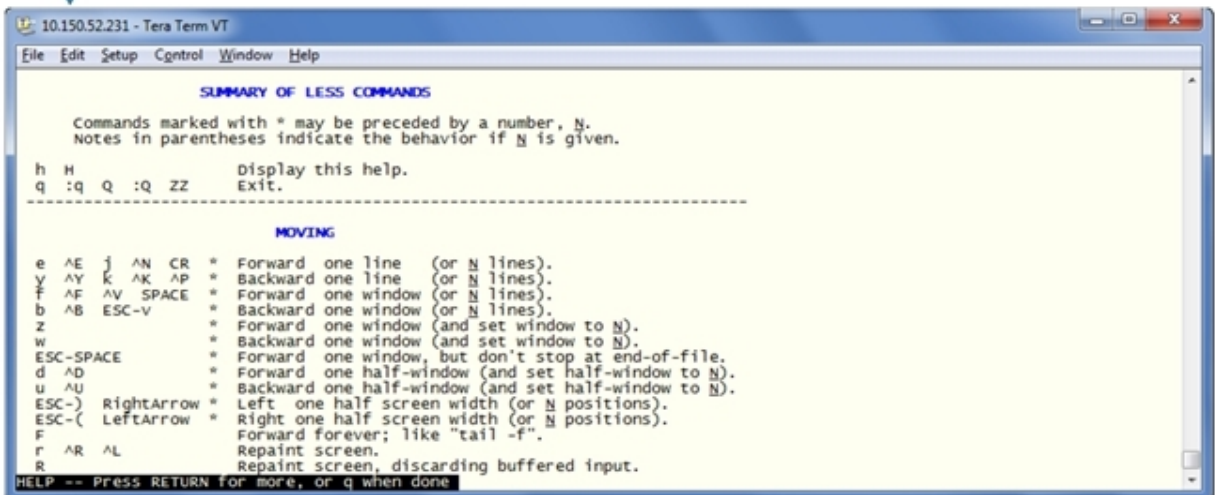 10.150.52.231 - Tera Term VT
File Edit Setup Control Window Help
SUMMARY OF LESS COMMANDS
Commands marked with * may be preceded by a number, N.
Notes in parentheses indicate the behavior if N is given.
h H Display this help.
q :q Q :Q ZZ Exit.
---------------------------------------------------------------------------
MOVING
e ^E j ^N CR * Forward one line (or N lines).
y ^Y k ^K ^P * Backward one line (or N lines).
f ^F ^V SPACE * Forward one window (or N lines).
b ^B ESC-v * Backward one window (or N lines).
z * Forward one window (and set window to N).
w * Backward one window (and set window to N).
ESC-SPACE * Forward one window, but don't stop at end-of-file.
d ^D * Forward one half-window (and set half-window to N).
u ^U * Backward one half-window (and set half-window to N).
ESC-) RightArrow * Left one half screen width (or N positions).
ESC-( LeftArrow * Right one half screen width (or N positions).
F Forward forever; like "tail -f".
r ^R ^L Repaint screen.
R Repaint screen, discarding buffered input.
HELP -- Press RETURN for more, or q when done